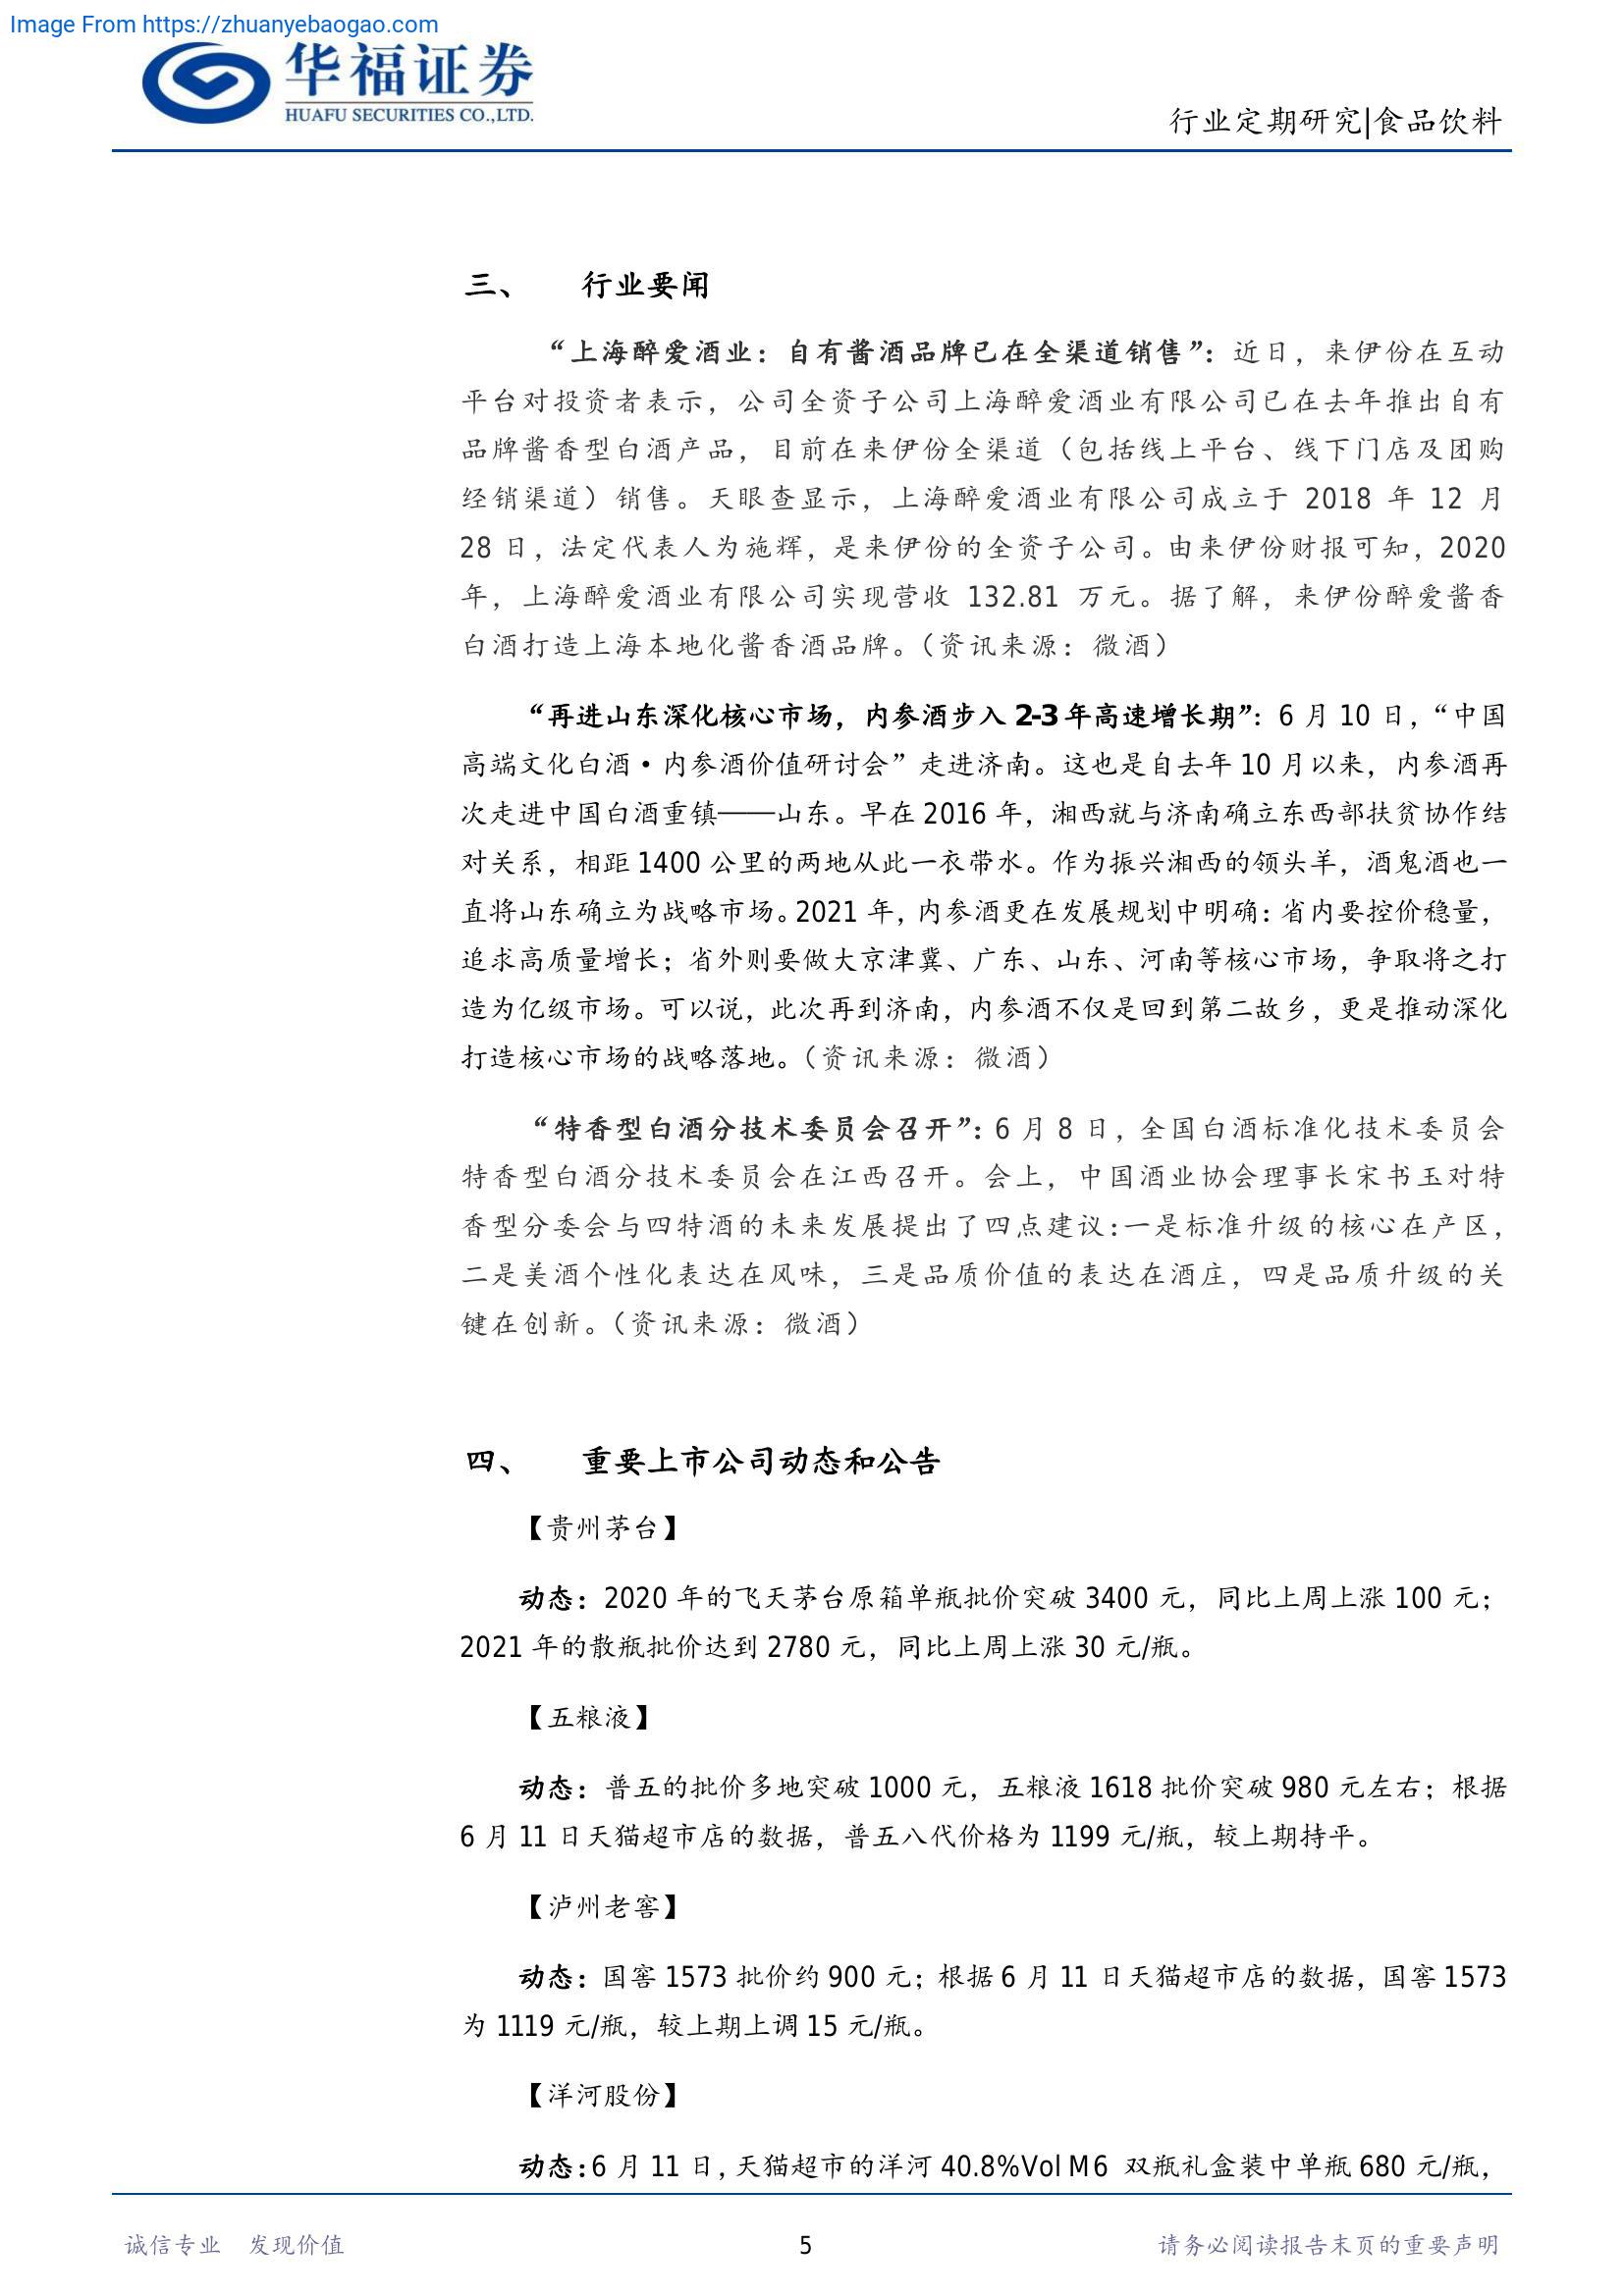 Image From https://zhuanyebaogao.com
华福证券
HUAFU SECURITIES CO.,LTD.
行业定期研究|食品饮料
三、 行业要闻
“上海醉爱酒业：自有酱酒品牌已在全渠道销售”：近日，来伊份在互动
平台对投资者表示，公司全资子公司上海醉爱酒业有限公司已在去年推出自有
品牌酱香型白酒产品，目前在来伊份全渠道（包括线上平台、线下门店及团购
经销渠道）销售。天眼查显示，上海醉爱酒业有限公司成立于 2018 年 12 月
28 日，法定代表人为施辉，是来伊份的全资子公司。由来伊份财报可知，2020
年，上海醉爱酒业有限公司实现营收 132.81 万元。据了解，来伊份醉爱酱香
白酒打造上海本地化酱香酒品牌。（资讯来源：微酒）
“再进山东深化核心市场，内参酒步入 2-3 年高速增长期”：6 月 10 日，“中国
高端文化白酒•内参酒价值研讨会”走进济南。这也是自去年 10 月以来，内参酒再
次走进中国白酒重镇——山东。早在 2016 年，湘西就与济南确立东西部扶贫协作结
对关系，相距 1400 公里的两地从此一衣带水。作为振兴湘西的领头羊，酒鬼酒也一
直将山东确立为战略市场。2021 年，内参酒更在发展规划中明确：省内要控价稳量，
追求高质量增长；省外则要做大京津冀、广东、山东、河南等核心市场，争取将之打
造为亿级市场。可以说，此次再到济南，内参酒不仅是回到第二故乡，更是推动深化
打造核心市场的战略落地。（资讯来源：微酒）
“特香型白酒分技术委员会召开”：6 月 8 日，全国白酒标准化技术委员会
特香型白酒分技术委员会在江西召开。会上，中国酒业协会理事长宋书玉对特
香型分委会与四特酒的未来发展提出了四点建议：一是标准升级的核心在产区，
二是美酒个性化表达在风味，三是品质价值的表达在酒庄，四是品质升级的关
键在创新。（资讯来源：微酒）
四、 重要上市公司动态和公告
【贵州茅台】
动态：2020 年的飞天茅台原箱单瓶批价突破 3400 元，同比上周上涨 100 元；
2021 年的散瓶批价达到 2780 元，同比上周上涨 30 元/瓶。
【五粮液】
动态：普五的批价多地突破 1000 元，五粮液 1618 批价突破 980 元左右；根据
6 月 11 日天猫超市店的数据，普五八代价格为 1199 元/瓶，较上期持平。
【泸州老窖】
动态：国窖 1573 批价约 900 元；根据 6 月 11 日天猫超市店的数据，国窖 1573
为 1119 元/瓶，较上期上调 15 元/瓶。
【洋河股份】
动态：6 月 11 日，天猫超市的洋河 40.8%Vol M6 双瓶礼盒装中单瓶 680 元/瓶，
诚信专业 发现价值 5 请务必阅读报告末页的重要声明